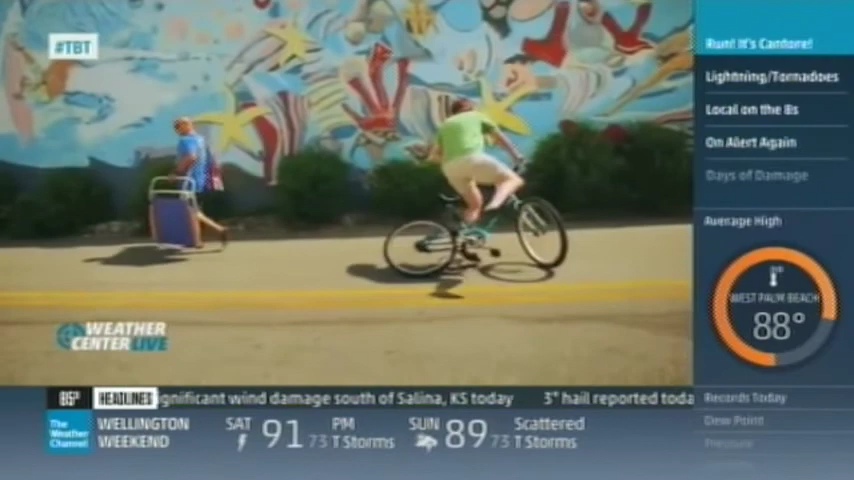 #TBT
Run! It's Cantore!
Lightning/Tornadoes
Local on the 8s
On Alert Again
Days of Damage
Average High
WEST PALM BEACH
88°
WEATHER
CENTER LIVE
85° HEADLINES gnificant wind damage south of Salina, KS today 3" hail reported toda
Records Today
Dew Point
Pressure
The
Weather
Channel
WELLINGTON
WEEKEND
SAT 91 73 PM
T Storms
SUN 89 73 Scattered
T Storms